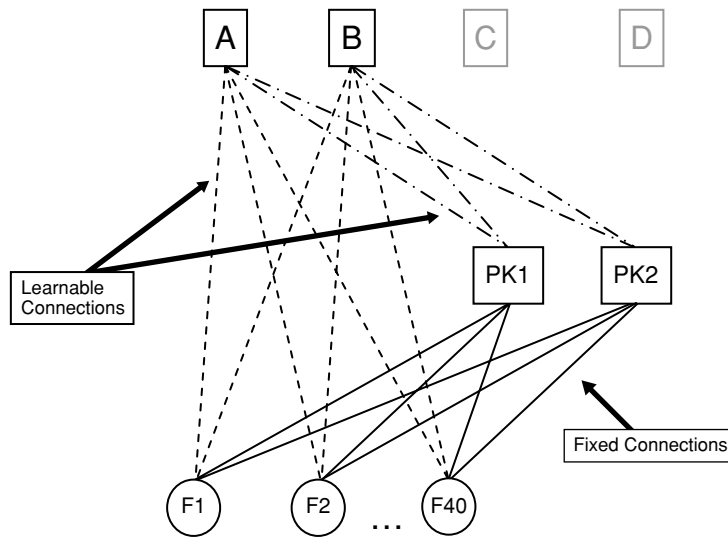 A B C D
PK1 PK2
Learnable
Connections
Fixed Connections
F1 F2 ... F40